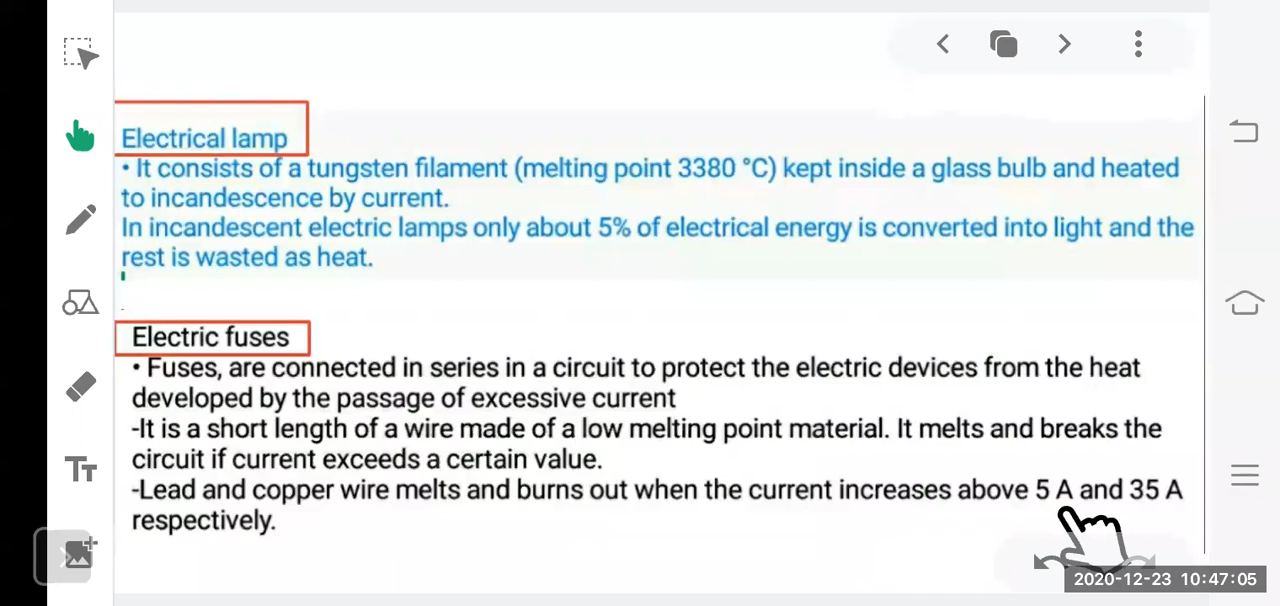 Electrical lamp
• It consists of a tungsten filament (melting point 3380 °C) kept inside a glass bulb and heated
to incandescence by current.
In incandescent electric lamps only about 5% of electrical energy is converted into light and the
rest is wasted as heat.
Electric fuses
• Fuses, are connected in series in a circuit to protect the electric devices from the heat
developed by the passage of excessive current
-It is a short length of a wire made of a low melting point material. It melts and breaks the
circuit if current exceeds a certain value.
-Lead and copper wire melts and burns out when the current increases above 5 A and 35 A
respectively.
TT
2020-12-23 10:47:05